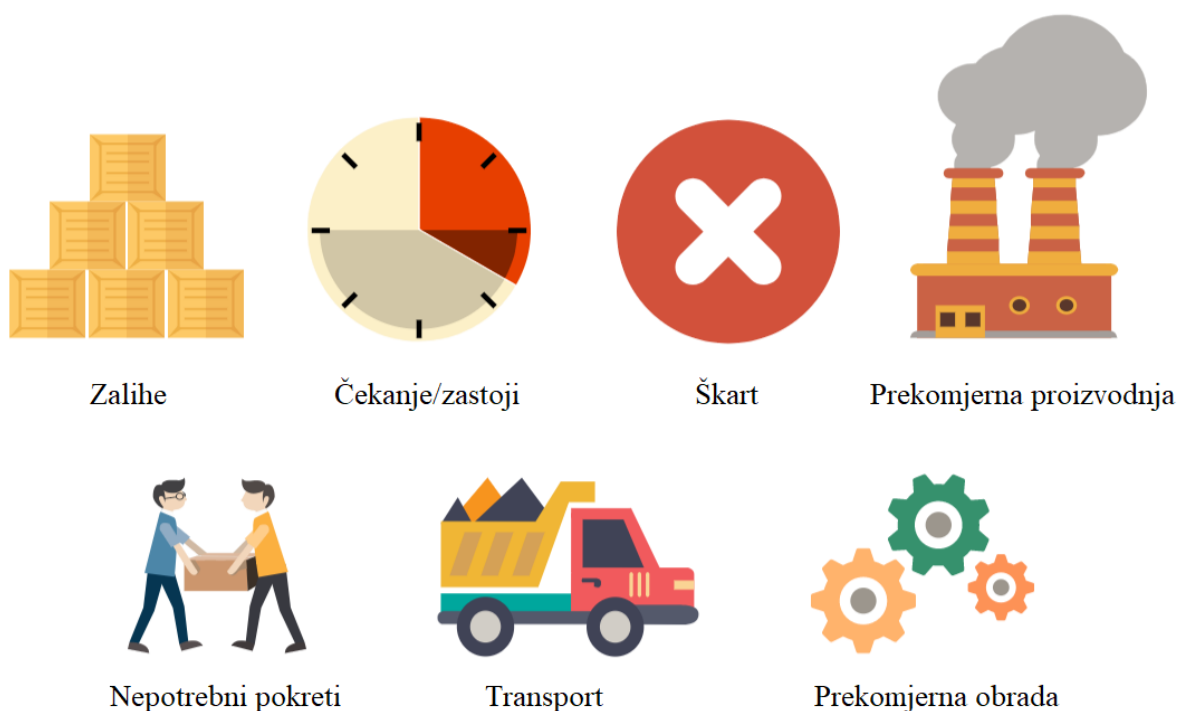 Zalihe
Čekanje/zastoji
Škart
Prekomjerna proizvodnja
Nepotrebni pokreti
Transport
Prekomjerna obrada